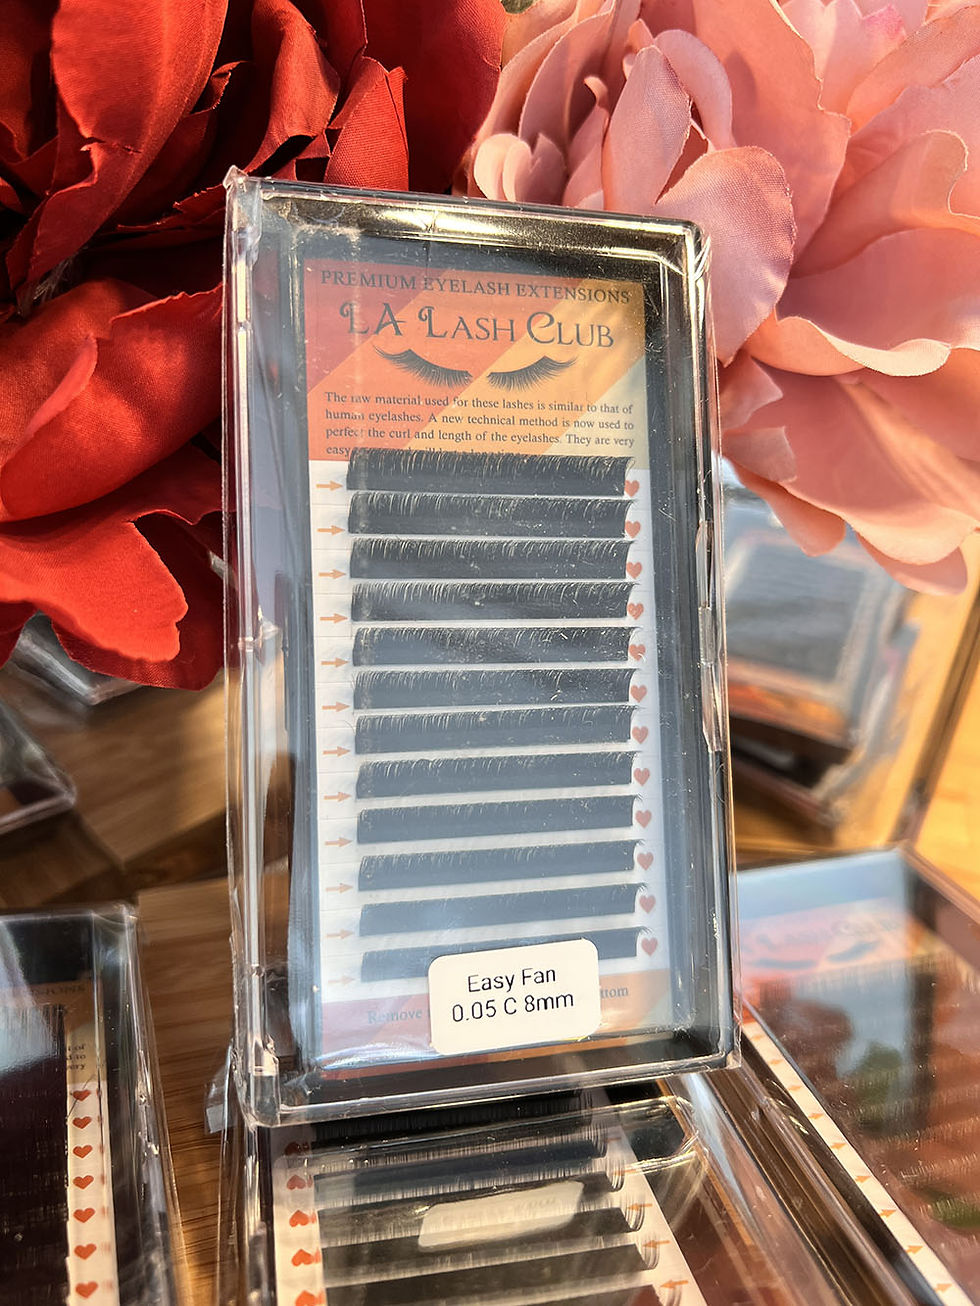 PREMIUM EYELASH EXTENSIONS
LA LASH CLUB
The raw material used for these lashes is similar to that of
human eyelashes. A new technical method is now used to
perfect the curl and length of the eyelashes. They are very
easy
Remove
Easy Fan
0.05 C 8mm